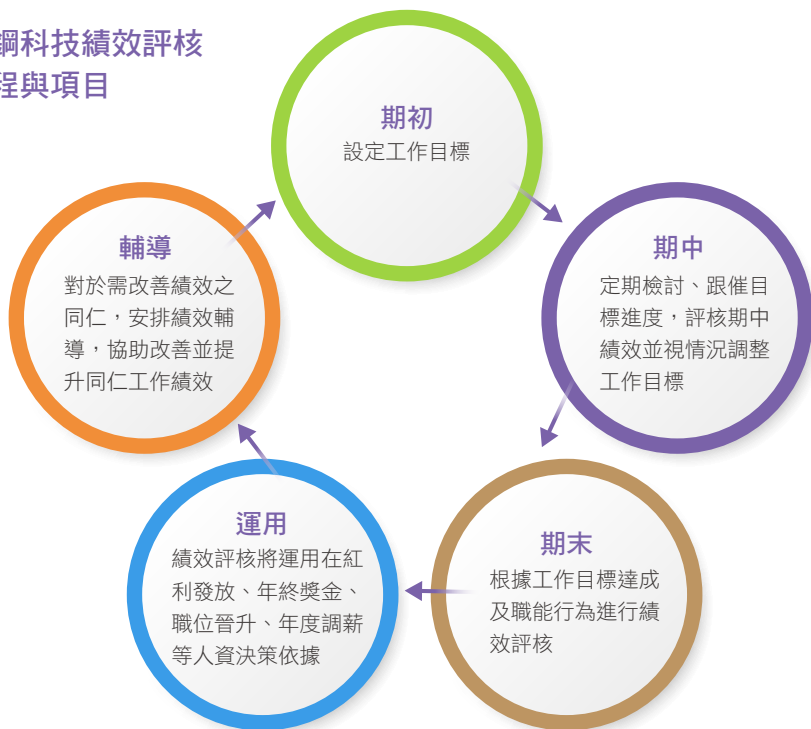 鋼科技績效評核
程與項目
期初
設定工作目標
期中
定期檢討、跟催目
標進度，評核期中
績效並視情況調整
工作目標
期末
根據工作目標達成
及職能行為進行績
效評核
運用
績效評核將運用在紅
利發放、年終獎金、
職位晉升、年度調薪
等人資決策依據
輔導
對於需改善績效之
同仁，安排績效輔
導，協助改善並提
升同仁工作績效